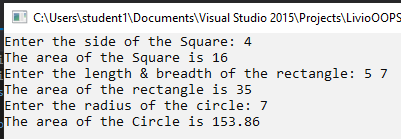 C:\Users\student1\Documents\Visual Studio 2015\Projects\LivioOOPS
Enter the side of the Square: 4
The area of the Square is 16
Enter the length & breadth of the rectangle: 5 7
The area of the rectangle is 35
Enter the radius of the circle: 7
The area of the Circle is 153.86